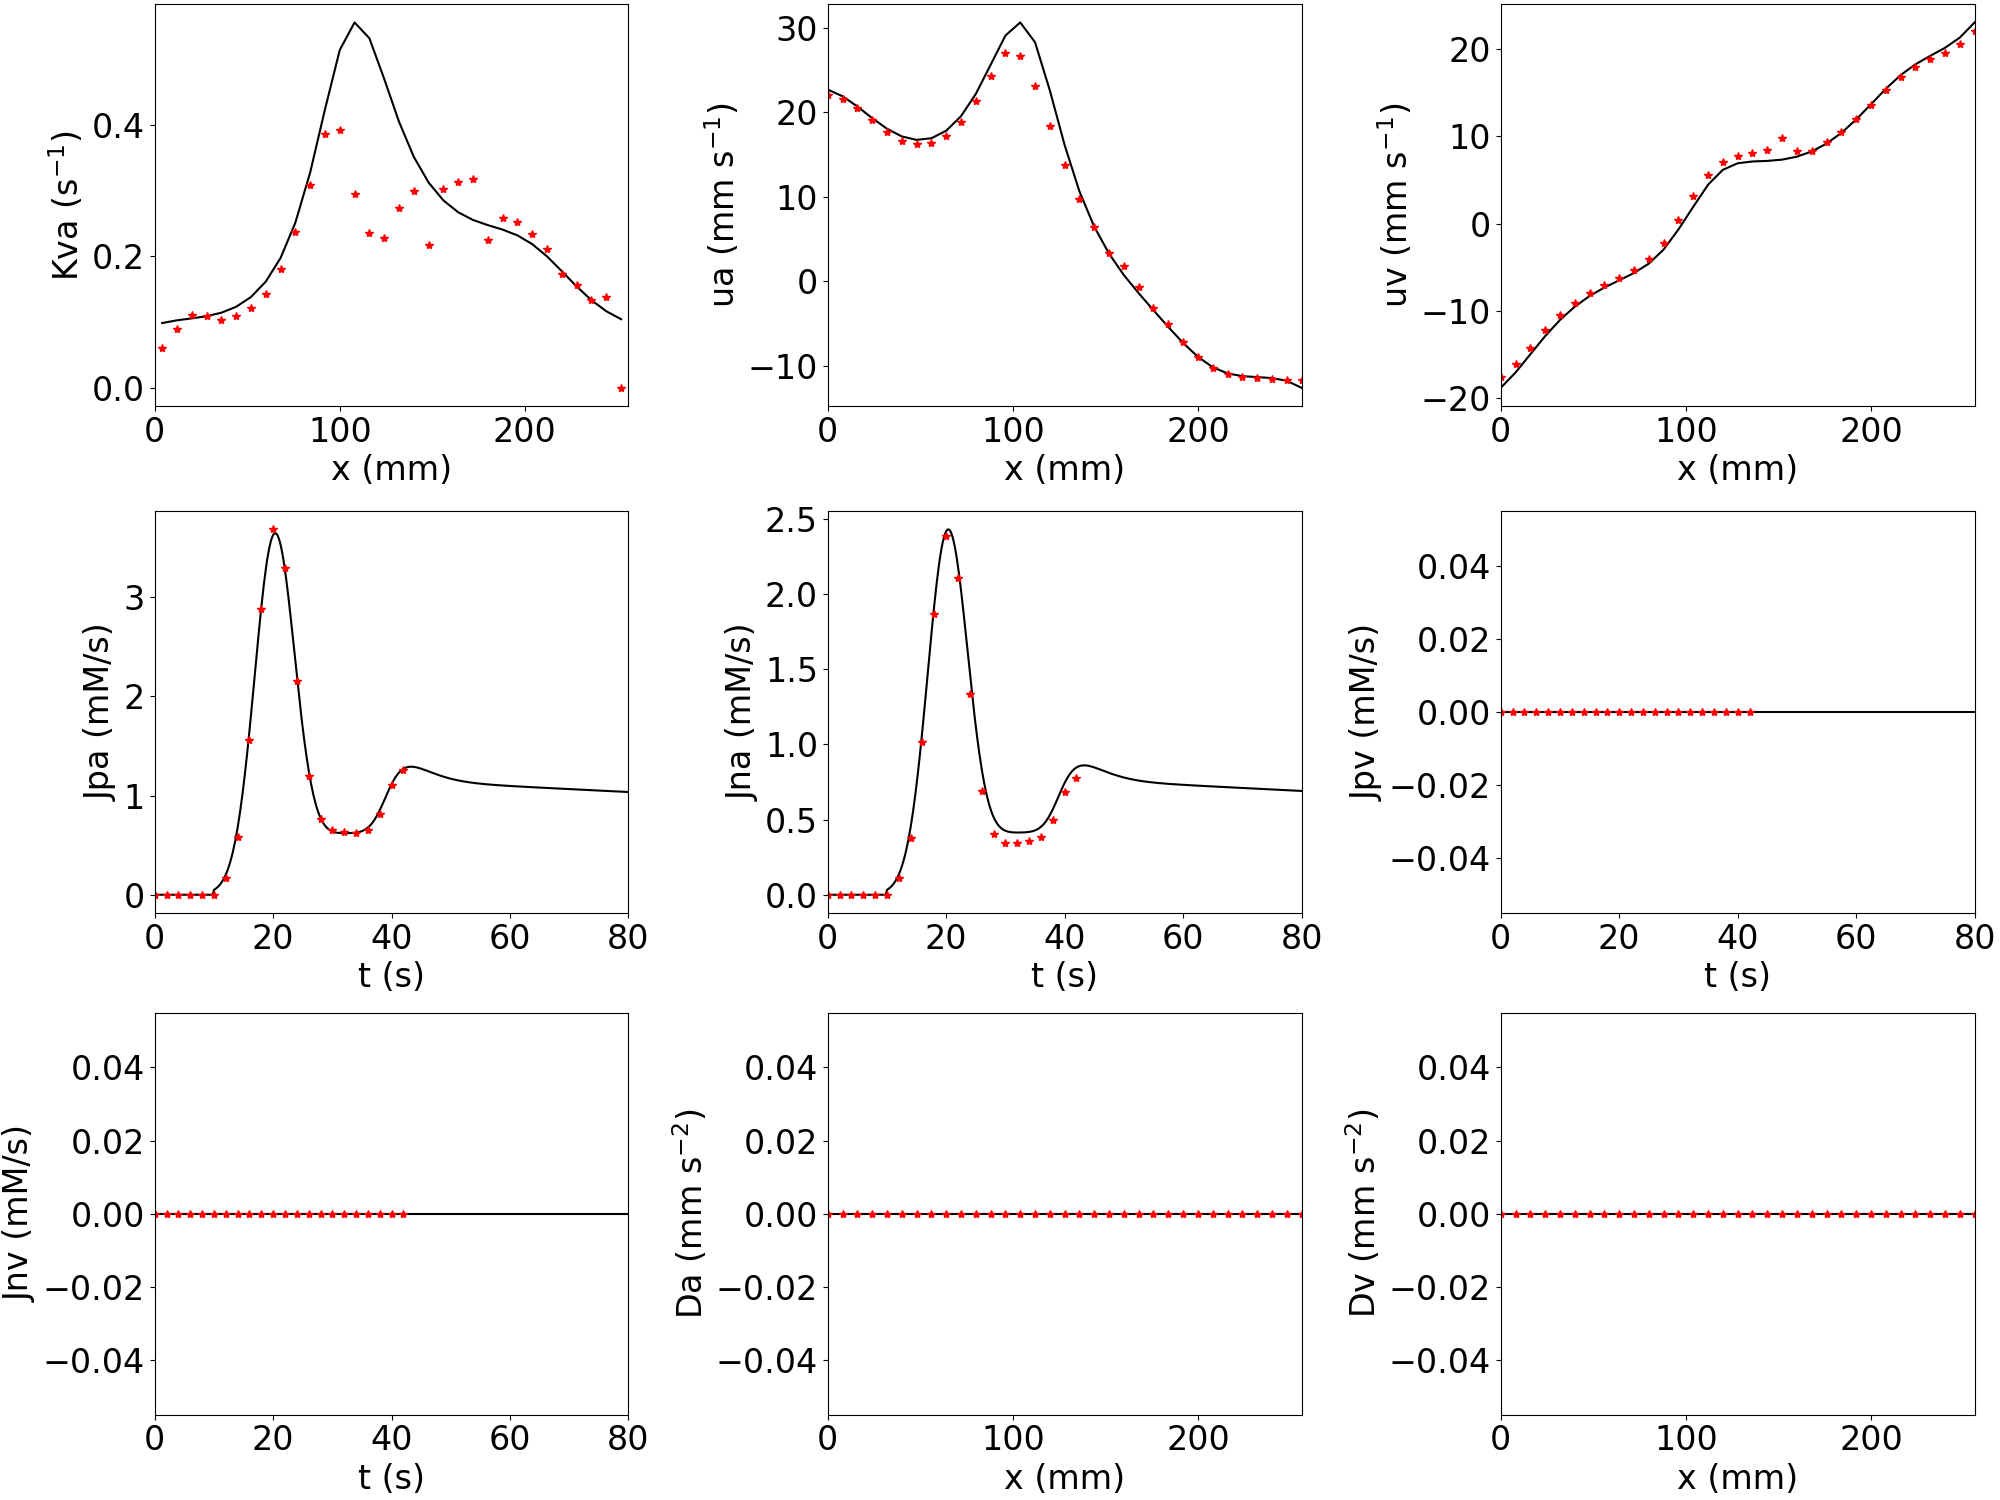 Kva (s⁻¹)
0.4
0.2
0.0
0 100 200
x (mm)
ua (mm s⁻¹)
30
20
10
0
−10
0 100 200
x (mm)
uv (mm s⁻¹)
20
10
0
−10
−20
0 100 200
x (mm)
Jpa (mM/s)
3
2
1
0
0 20 40 60 80
t (s)
Jna (mM/s)
2.5
2.0
1.5
1.0
0.5
0.0
0 20 40 60 80
t (s)
Jpv (mM/s)
0.04
0.02
0.00
−0.02
−0.04
0 20 40 60 80
t (s)
Jnv (mM/s)
0.04
0.02
0.00
−0.02
−0.04
0 20 40 60 80
t (s)
Da (mm s⁻²)
0.04
0.02
0.00
−0.02
−0.04
0 100 200
x (mm)
Dv (mm s⁻²)
0.04
0.02
0.00
−0.02
−0.04
0 100 200
x (mm)